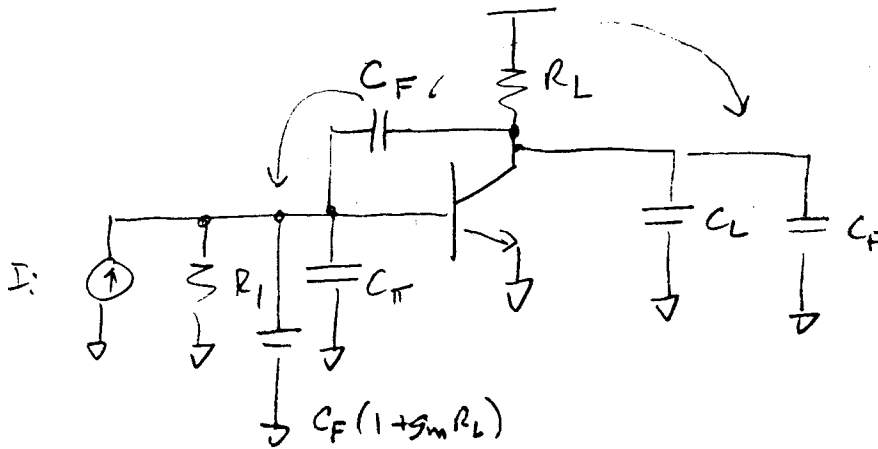 C_F
R_L
I_i
R_1
C_π
C_L
C_F
C_F(1+g_m R_L)